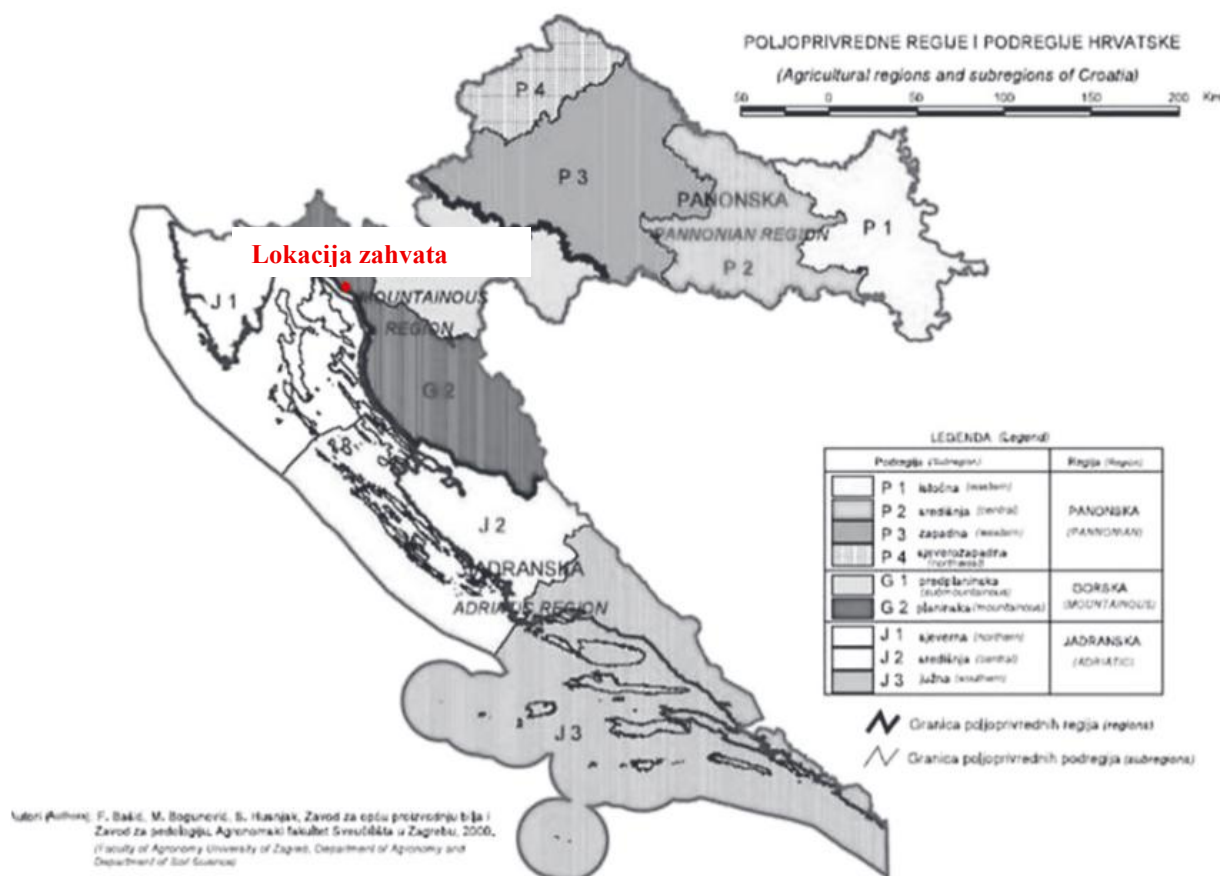 POLJOPRIVREDNE REGIJE I PODREGIJE HRVATSKE
(Agricultural regions and subregions of Croatia)
50 0 50 100 150 200 Km
P 4
P 3
PANONSKA
PANNONIAN REGION
P 2
P 1
Lokacija zahvata
J 1
MOUNTAINOUS
REGION
G 2
J 2
JADRANSKA
REGION
J 3
LEGENDA (Legend)
Podregija (Subregion) Regija (Region)
P 1 istočna
P 2 središnja (central)
P 3 zapadna (western)
P 4 sjeverozapadna
PANONSKA
(PANNONIAN)
G 1 predplaninska
(submountainous)
G 2 planinska (mountainous)
GORSKA
(MOUNTAINOUS)
J 1 sjeverna (northern)
J 2 središnja (central)
J 3 južna (southern)
JADRANSKA
(ADRIATIC)
Granica poljoprivrednih regija (regions)
Granica poljoprivrednih podregija (subregions)
(Authors): F. Bašić, M. Bogunović, S. Husnjak, Zavod za opću proizvodnju bilja i
Zavod za pedologiju, Agronomski fakultet Sveučilišta u Zagrebu, 2000.
(Faculty of Agronomy University of Zagreb, Department of Agronomy and
Department of Soil Science)